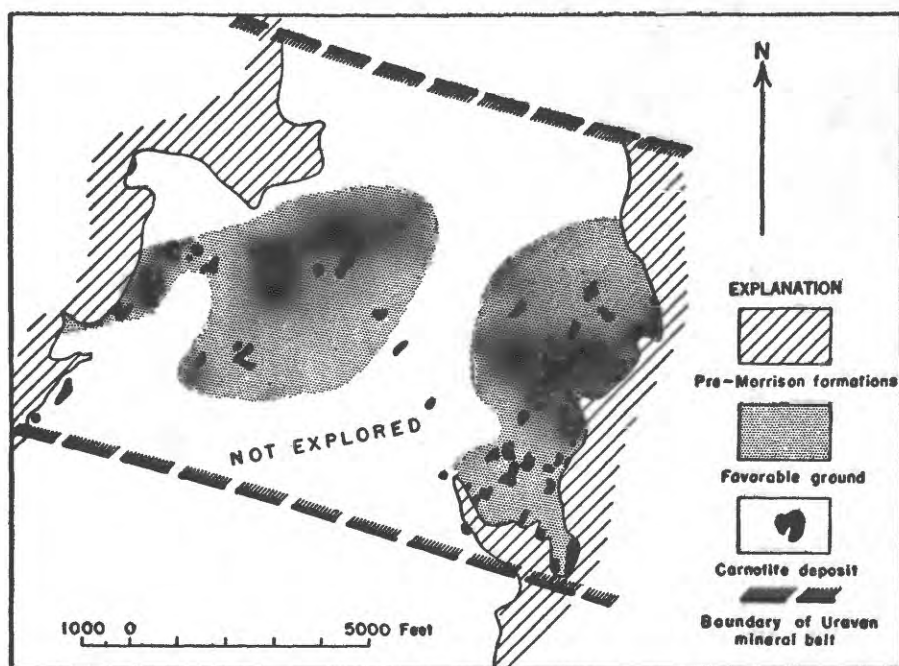 N
EXPLANATION
Pre-Morrison formations
Favorable ground
Carnotite deposit
Boundary of Uravan
mineral belt
NOT EXPLORED
1000 0 5000 Feet